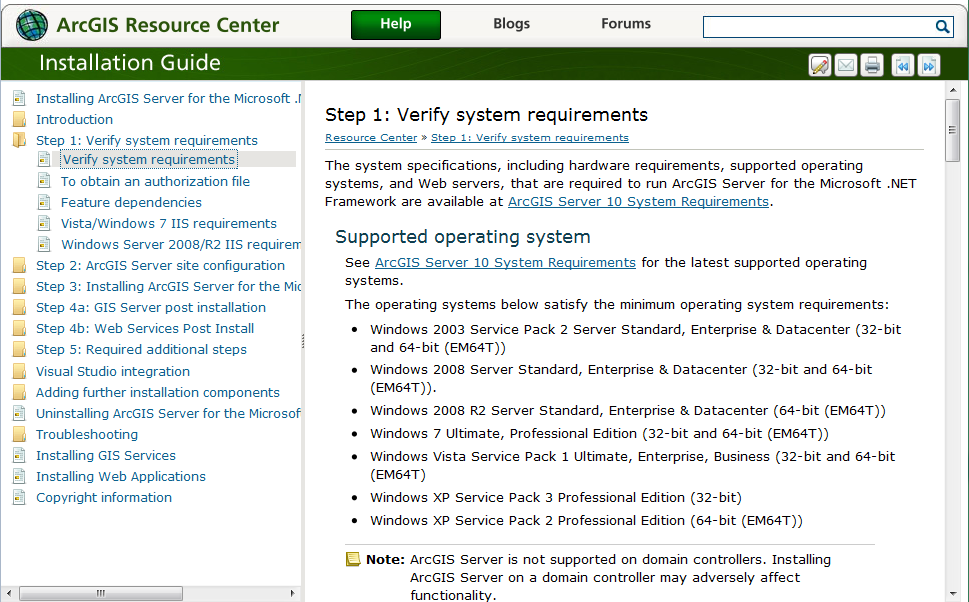 ArcGIS Resource Center
Help
Blogs
Forums
Installation Guide
Installing ArcGIS Server for the Microsoft .N
Introduction
Step 1: Verify system requirements
Verify system requirements
To obtain an authorization file
Feature dependencies
Vista/Windows 7 IIS requirements
Windows Server 2008/R2 IIS requirem
Step 2: ArcGIS Server site configuration
Step 3: Installing ArcGIS Server for the Mic
Step 4a: GIS Server post installation
Step 4b: Web Services Post Install
Step 5: Required additional steps
Visual Studio integration
Adding further installation components
Uninstalling ArcGIS Server for the Microsof
Troubleshooting
Installing GIS Services
Installing Web Applications
Copyright information
Step 1: Verify system requirements
Resource Center » Step 1: Verify system requirements
The system specifications, including hardware requirements, supported operating
systems, and Web servers, that are required to run ArcGIS Server for the Microsoft .NET
Framework are available at ArcGIS Server 10 System Requirements.
Supported operating system
See ArcGIS Server 10 System Requirements for the latest supported operating
systems.
The operating systems below satisfy the minimum operating system requirements:
• Windows 2003 Service Pack 2 Server Standard, Enterprise & Datacenter (32-bit
and 64-bit (EM64T))
• Windows 2008 Server Standard, Enterprise & Datacenter (32-bit and 64-bit
(EM64T)).
• Windows 2008 R2 Server Standard, Enterprise & Datacenter (64-bit (EM64T))
• Windows 7 Ultimate, Professional Edition (32-bit and 64-bit (EM64T))
• Windows Vista Service Pack 1 Ultimate, Enterprise, Business (32-bit and 64-bit
(EM64T)
• Windows XP Service Pack 3 Professional Edition (32-bit)
• Windows XP Service Pack 2 Professional Edition (64-bit (EM64T))
Note: ArcGIS Server is not supported on domain controllers. Installing
ArcGIS Server on a domain controller may adversely affect
functionality.